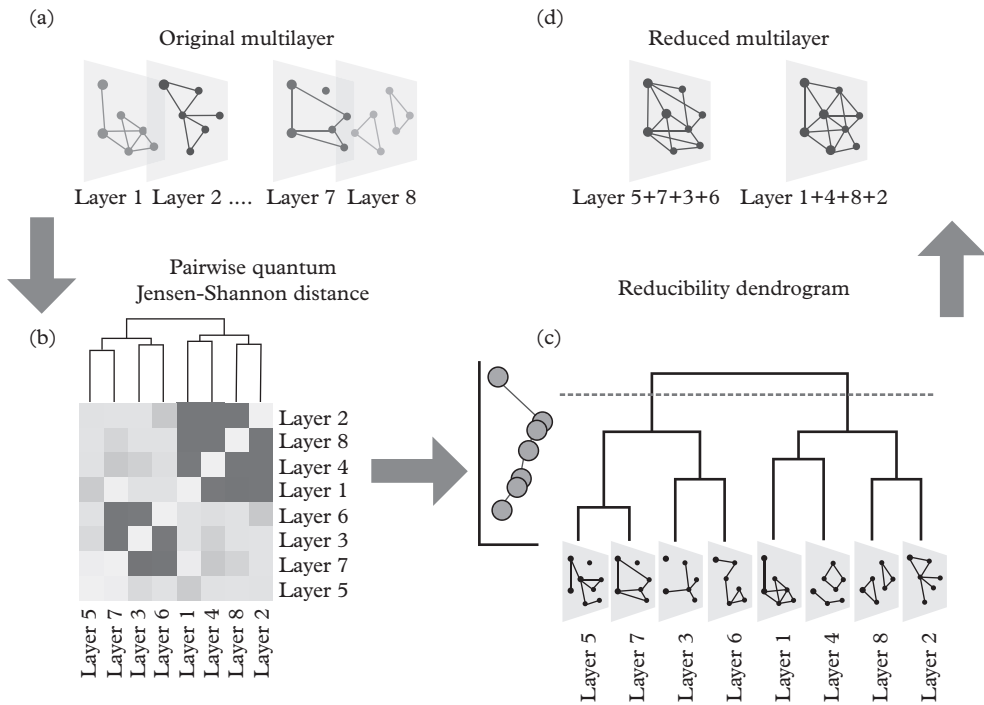 (a)
Original multilayer
Layer 1
Layer 2 ....
Layer 7
Layer 8
(d)
Reduced multilayer
Layer 5+7+3+6
Layer 1+4+8+2
Pairwise quantum
Jensen-Shannon distance
(b)
Layer 2
Layer 8
Layer 4
Layer 1
Layer 6
Layer 3
Layer 7
Layer 5
Layer 5
Layer 7
Layer 3
Layer 6
Layer 1
Layer 4
Layer 8
Layer 2
Reducibility dendrogram
(c)
Layer 5
Layer 7
Layer 3
Layer 6
Layer 1
Layer 4
Layer 8
Layer 2